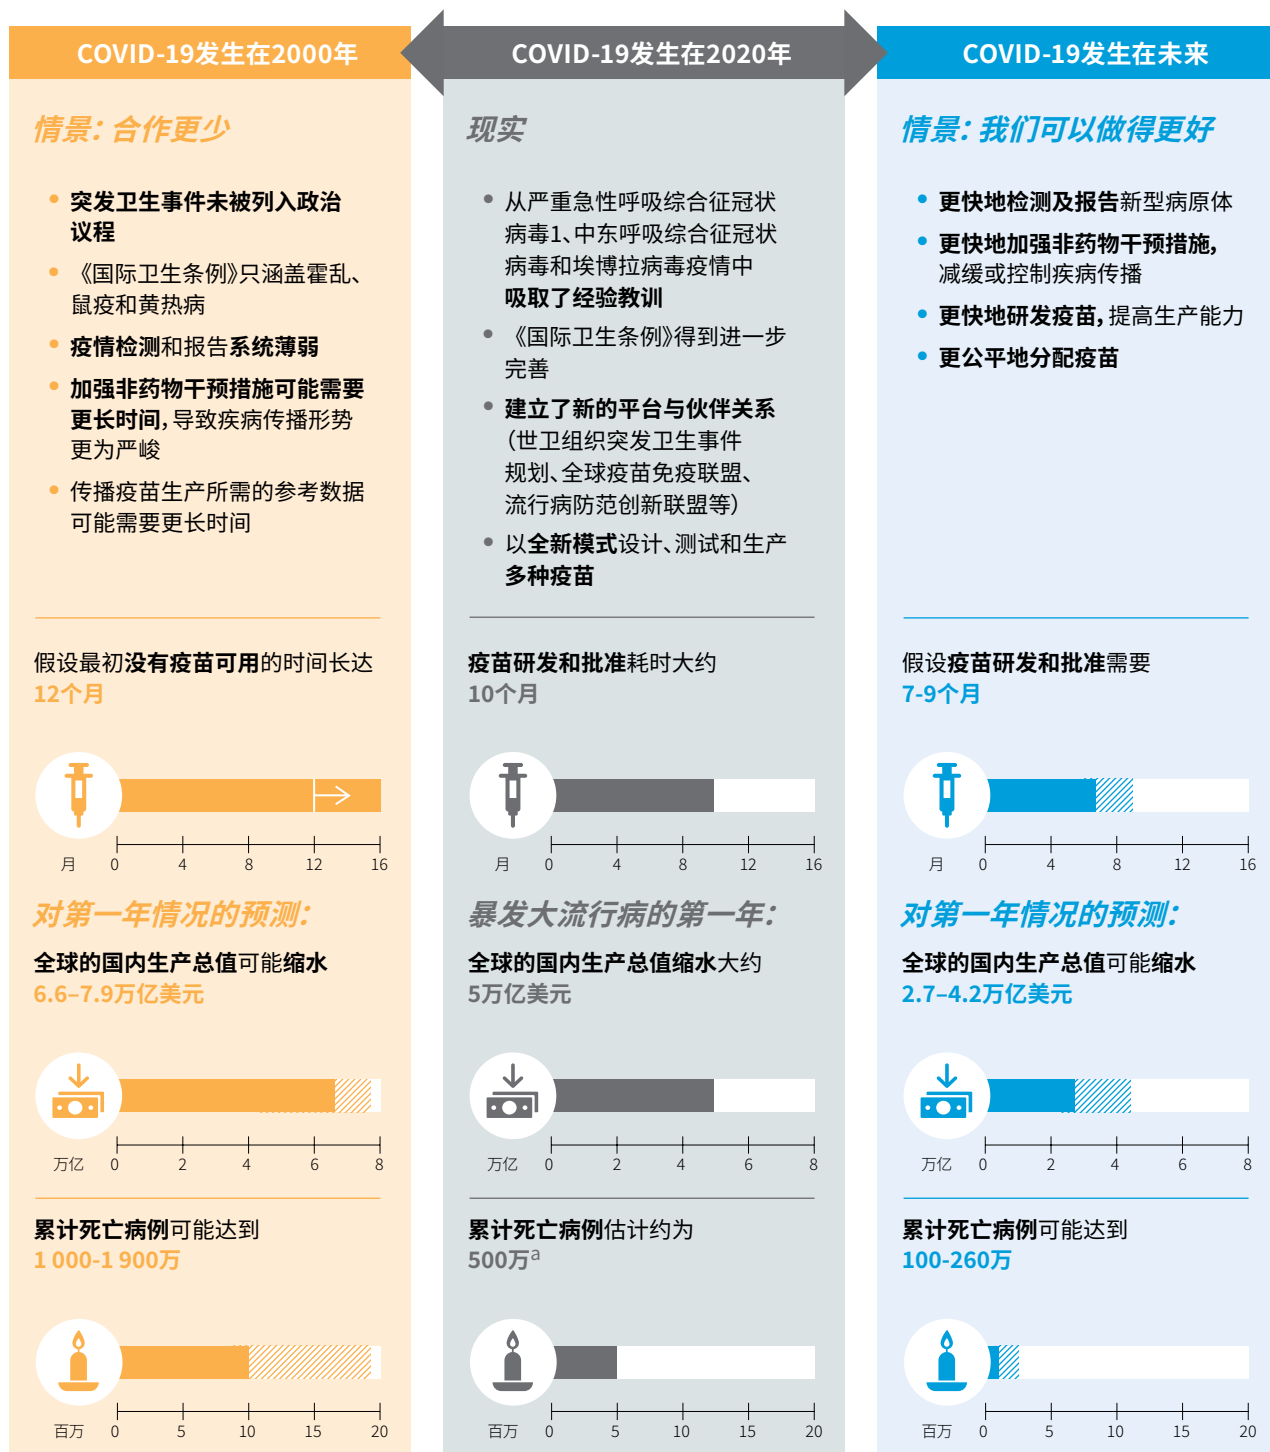 COVID-19发生在2000年
情景：合作更少
• 突发卫生事件未被列入政治
议程
• 《国际卫生条例》只涵盖霍乱、
鼠疫和黄热病
• 疫情检测和报告系统薄弱
• 加强非药物干预措施可能需要
更长时间，导致疾病传播形势
更为严峻
• 传播疫苗生产所需的参考数据
可能需要更长时间
假设最初没有疫苗可用的时间长达
12个月
月 0 4 8 12 16
对第一年情况的预测：
全球的国内生产总值可能缩水
6.6–7.9万亿美元
万亿 0 2 4 6 8
累计死亡病例可能达到
1 000-1 900万
百万 0 5 10 15 20
COVID-19发生在2020年
现实
• 从严重急性呼吸综合征冠状
病毒1、中东呼吸综合征冠状
病毒和埃博拉病毒疫情中
吸取了经验教训
• 《国际卫生条例》得到进一步
完善
• 建立了新的平台与伙伴关系
（世卫组织突发卫生事件
规划、全球疫苗免疫联盟、
流行病防范创新联盟等）
• 以全新模式设计、测试和生产
多种疫苗
疫苗研发和批准耗时大约
10个月
月 0 4 8 12 16
暴发大流行病的第一年：
全球的国内生产总值缩水大约
5万亿美元
万亿 0 2 4 6 8
累计死亡病例估计约为
500万a
百万 0 5 10 15 20
COVID-19发生在未来
情景：我们可以做得更好
• 更快地检测及报告新型病原体
• 更快地加强非药物干预措施，
减缓或控制疾病传播
• 更快地研发疫苗，提高生产能力
• 更公平地分配疫苗
假设疫苗研发和批准需要
7-9个月
月 0 4 8 12 16
对第一年情况的预测：
全球的国内生产总值可能缩水
2.7–4.2万亿美元
万亿 0 2 4 6 8
累计死亡病例可能达到
100-260万
百万 0 5 10 15 20